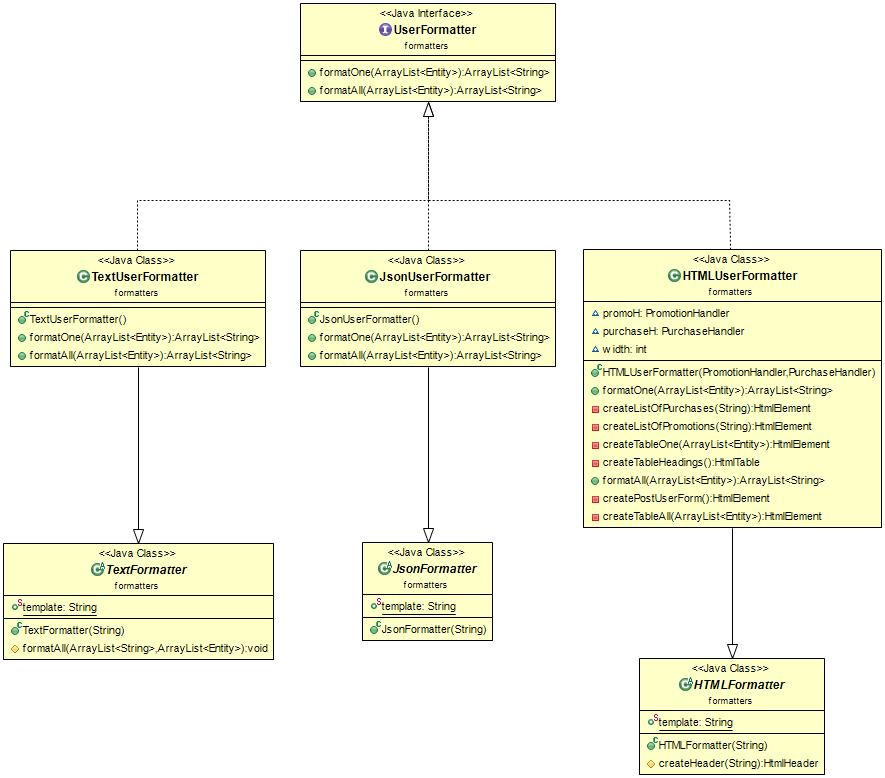 <<Java Interface>>
UserFormatter
formatters
formatOne(ArrayList<Entity>):ArrayList<String>
formatAll(ArrayList<Entity>):ArrayList<String>
<<Java Class>>
TextUserFormatter
formatters
TextUserFormatter()
formatOne(ArrayList<Entity>):ArrayList<String>
formatAll(ArrayList<Entity>):ArrayList<String>
<<Java Class>>
JsonUserFormatter
formatters
JsonUserFormatter()
formatOne(ArrayList<Entity>):ArrayList<String>
formatAll(ArrayList<Entity>):ArrayList<String>
<<Java Class>>
HTMLUserFormatter
formatters
promoH: PromotionHandler
purchaseH: PurchaseHandler
width: int
HTMLUserFormatter(PromotionHandler,PurchaseHandler)
formatOne(ArrayList<Entity>):ArrayList<String>
createListOfPurchases(String):HtmlElement
createListOfPromotions(String):HtmlElement
createTableOne(ArrayList<Entity>):HtmlElement
createTableHeadings():HtmlTable
formatAll(ArrayList<Entity>):ArrayList<String>
createPostUserForm():HtmlElement
createTableAll(ArrayList<Entity>):HtmlElement
<<Java Class>>
TextFormatter
formatters
template: String
TextFormatter(String)
formatAll(ArrayList<String>,ArrayList<Entity>):void
<<Java Class>>
JsonFormatter
formatters
template: String
JsonFormatter(String)
<<Java Class>>
HTMLFormatter
formatters
template: String
HTMLFormatter(String)
createHeader(String):HtmlHeader